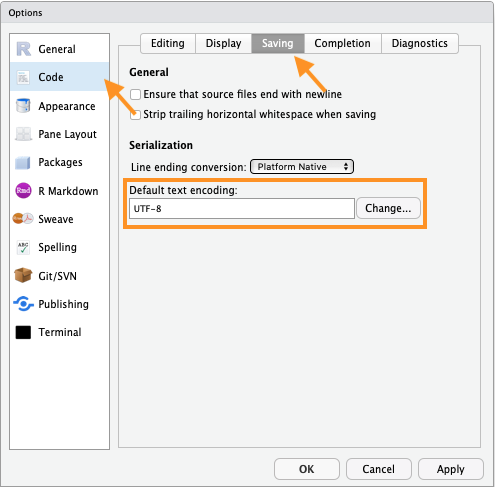 Options
General
Code
Appearance
Pane Layout
Packages
R Markdown
Sweave
Spelling
Git/SVN
Publishing
Terminal
Editing Display Saving Completion Diagnostics
General
Ensure that source files end with newline
Strip trailing horizontal whitespace when saving
Serialization
Line ending conversion: Platform Native
Default text encoding:
UTF-8 Change...
OK Cancel Apply